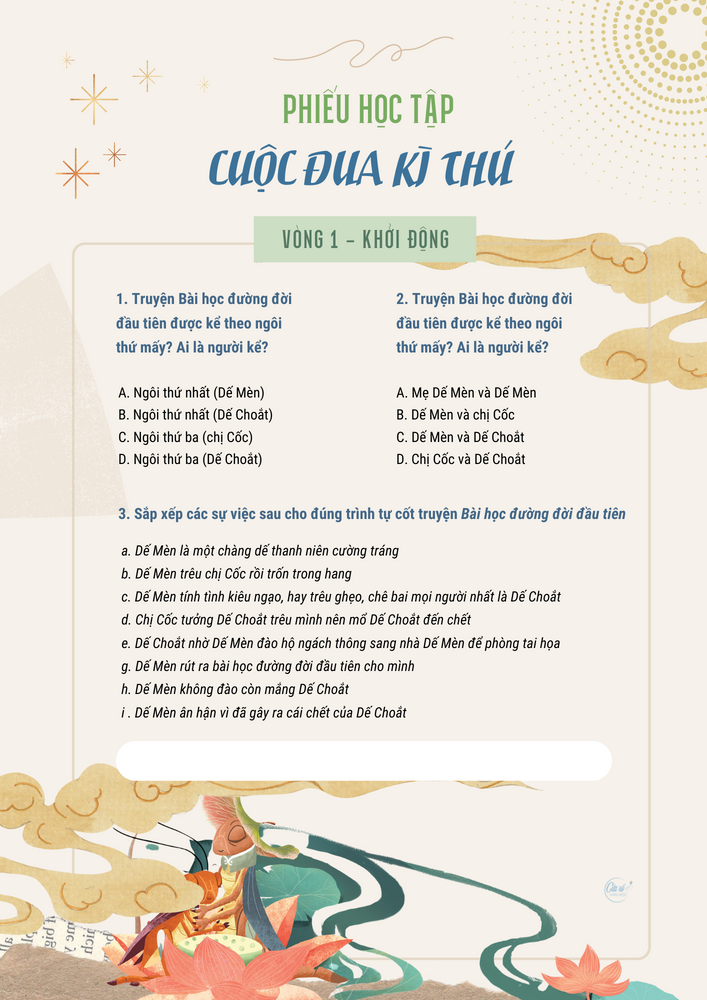 PHIẾU HỌC TẬP
CUỘC ĐUA KÌ THÚ
VÒNG 1 – KHỞI ĐỘNG
1. Truyện Bài học đường đời
đầu tiên được kể theo ngôi
thứ mấy? Ai là người kể?
A. Ngôi thứ nhất (Dế Mèn)
B. Ngôi thứ nhất (Dế Choắt)
C. Ngôi thứ ba (chị Cốc)
D. Ngôi thứ ba (Dế Choắt)
2. Truyện Bài học đường đời
đầu tiên được kể theo ngôi
thứ mấy? Ai là người kể?
A. Mẹ Dế Mèn và Dế Mèn
B. Dế Mèn và chị Cốc
C. Dế Mèn và Dế Choắt
D. Chị Cốc và Dế Choắt
3. Sắp xếp các sự việc sau cho đúng trình tự cốt truyện Bài học đường đời đầu tiên
a. Dế Mèn là một chàng dế thanh niên cường tráng
b. Dế Mèn trêu chị Cốc rồi trốn trong hang
c. Dế Mèn tính tình kiêu ngạo, hay trêu ghẹo, chê bai mọi người nhất là Dế Choắt
d. Chị Cốc tưởng Dế Choắt trêu mình nên mổ Dế Choắt đến chết
e. Dế Choắt nhờ Dế Mèn đào hộ ngách thông sang nhà Dế Mèn để phòng tai họa
g. Dế Mèn rút ra bài học đường đời đầu tiên cho mình
h. Dế Mèn không đào còn mắng Dế Choắt
i . Dế Mèn ân hận vì đã gây ra cái chết của Dế Choắt